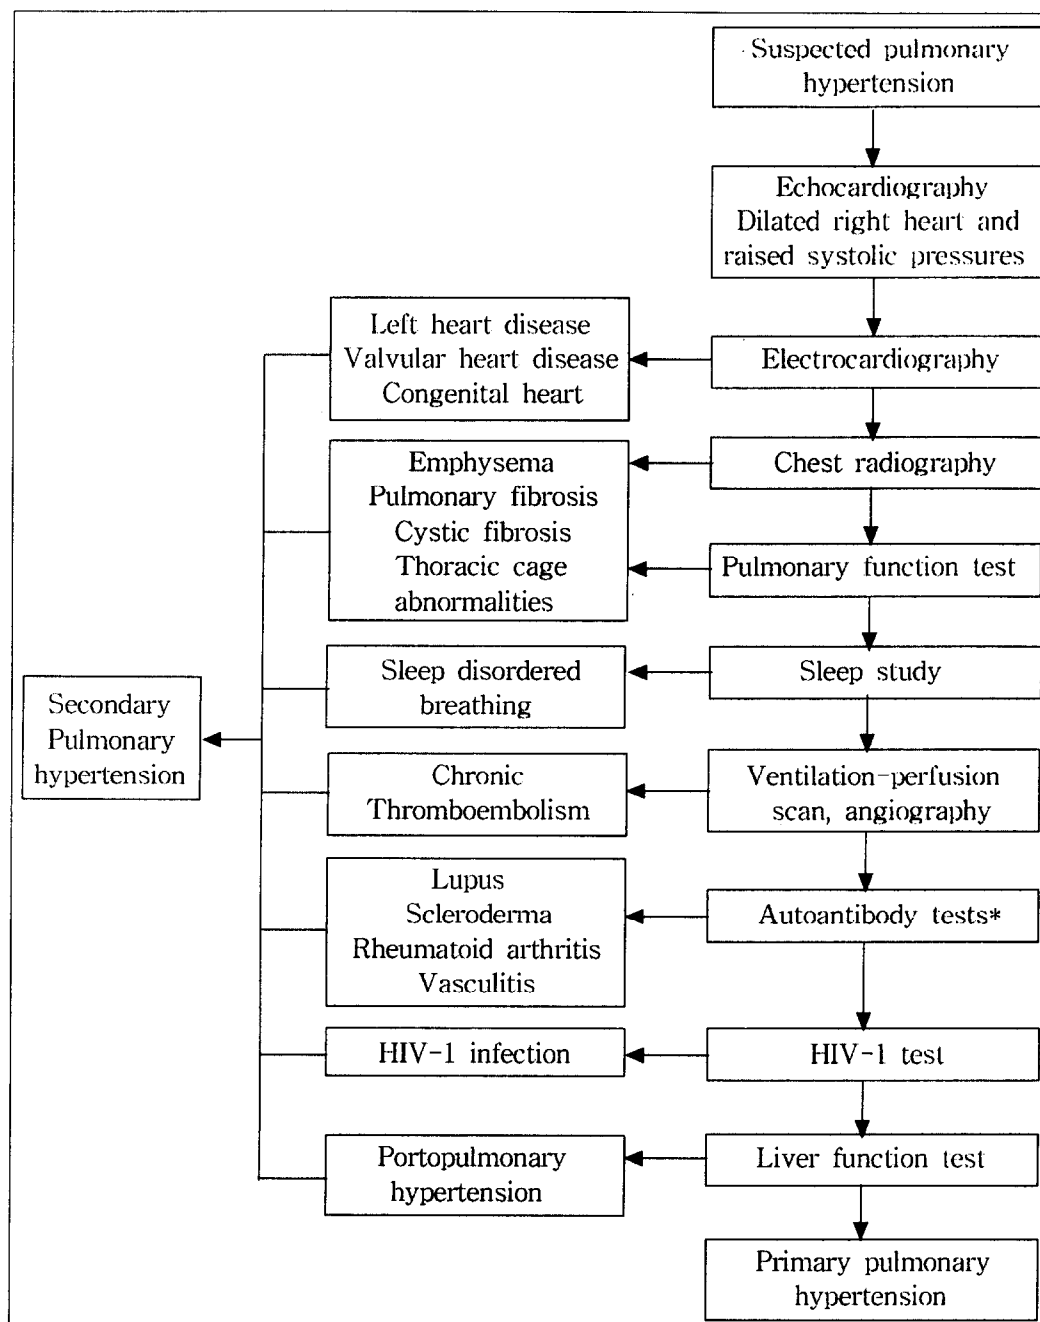 Suspected pulmonary
hypertension
Echocardiography
Dilated right heart and
raised systolic pressures
Left heart disease
Valvular heart disease
Congenital heart
Electrocardiography
Emphysema
Pulmonary fibrosis
Cystic fibrosis
Thoracic cage
abnormalities
Chest radiography
Pulmonary function test
Sleep disordered
breathing
Sleep study
Secondary
Pulmonary
hypertension
Chronic
Thromboembolism
Ventilation-perfusion
scan, angiography
Lupus
Scleroderma
Rheumatoid arthritis
Vasculitis
Autoantibody tests*
HIV-1 infection
HIV-1 test
Portopulmonary
hypertension
Liver function test
Primary pulmonary
hypertension